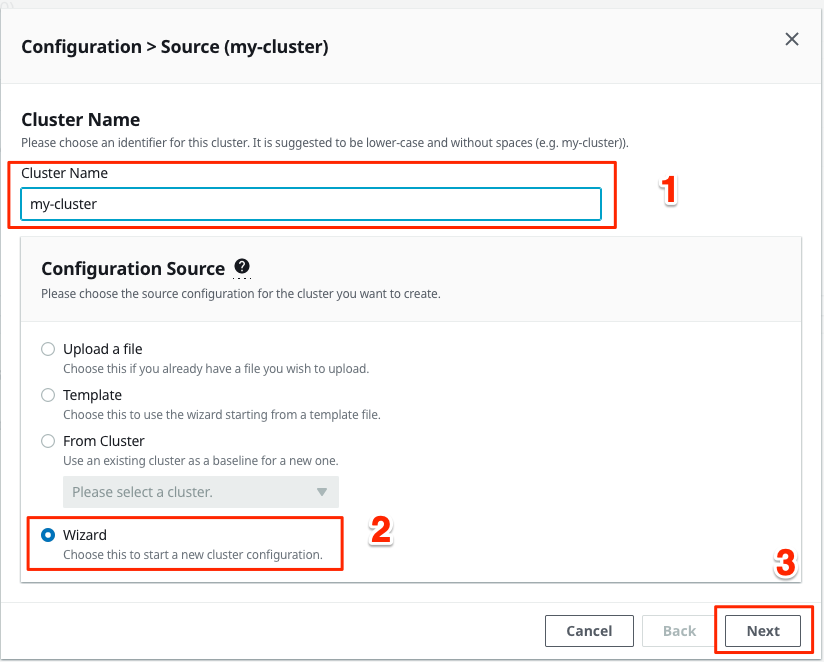 Configuration > Source (my-cluster)
Cluster Name
Please choose an identifier for this cluster. It is suggested to be lower-case and without spaces (e.g. my-cluster)).
Cluster Name
my-cluster
1
Configuration Source ?
Please choose the source configuration for the cluster you want to create.
Upload a file
Choose this if you already have a file you wish to upload.
Template
Choose this to use the wizard starting from a template file.
From Cluster
Use an existing cluster as a baseline for a new one.
Please select a cluster.
Wizard
Choose this to start a new cluster configuration.
2
3
Cancel Back Next